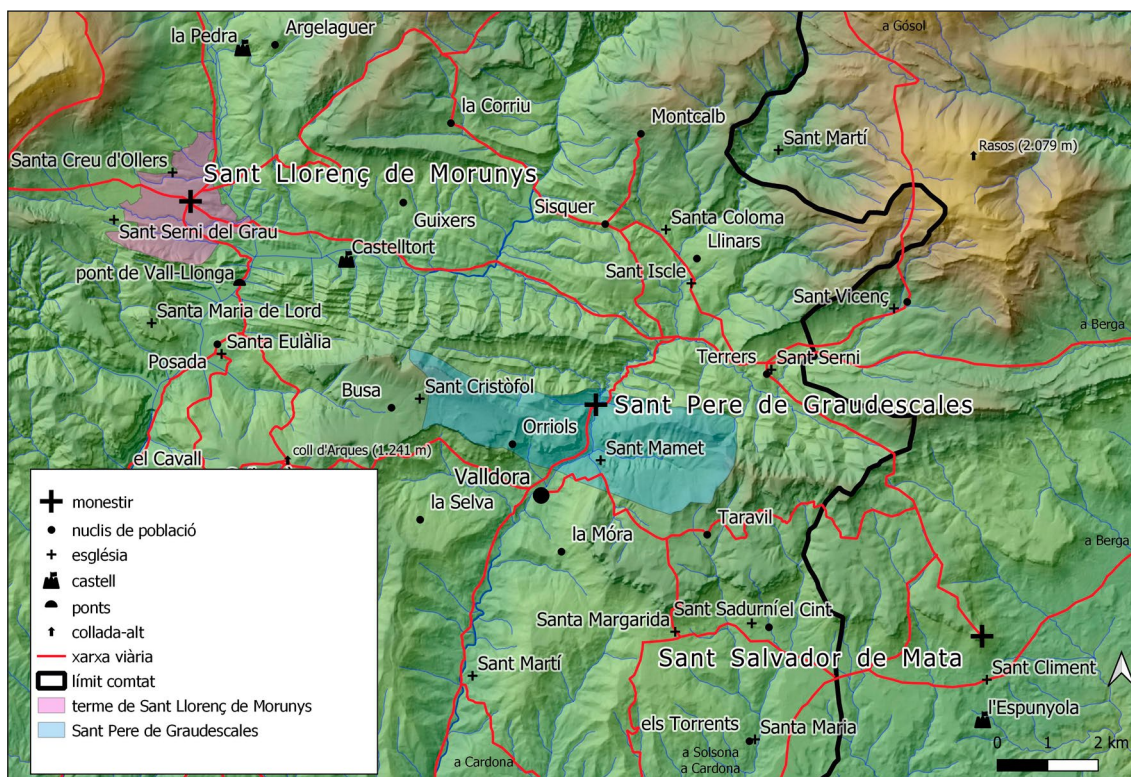 la Pedra
Argelaguer
a Gósol
la Corriu
Montcalb
Sant Martí
Rasos (2.079 m)
Santa Creu d'Ollers
Sant Llorenç de Morunys
Guixers
Sisquer
Santa Coloma
Llinars
Sant Serni del Grau
Castelltort
Sant Iscle
pont de Vall-Llonga
Sant Vicenç
a Berga
Santa Maria de Lord
Santa Eulàlia
Posada
Terrers
Sant Serni
Busa
Sant Cristòfol
Sant Pere de Graudescales
Orriols
Sant Mamet
el Cavall
coll d'Arques (1.241 m)
Valldora
la Selva
la Móra
Taravil
a Berga
Santa Margarida
Sant Sadurní
el Cint
Sant Martí
Sant Salvador de Mata
Sant Climent
l'Espunyola
els Torrents
Santa Maria
a Solsona
a Cardona
a Cardona
monestir
nuclis de població
església
castell
ponts
collada-alt
xarxa viària
límit comtat
terme de Sant Llorenç de Morunys
Sant Pere de Graudescales
0 1 2 km